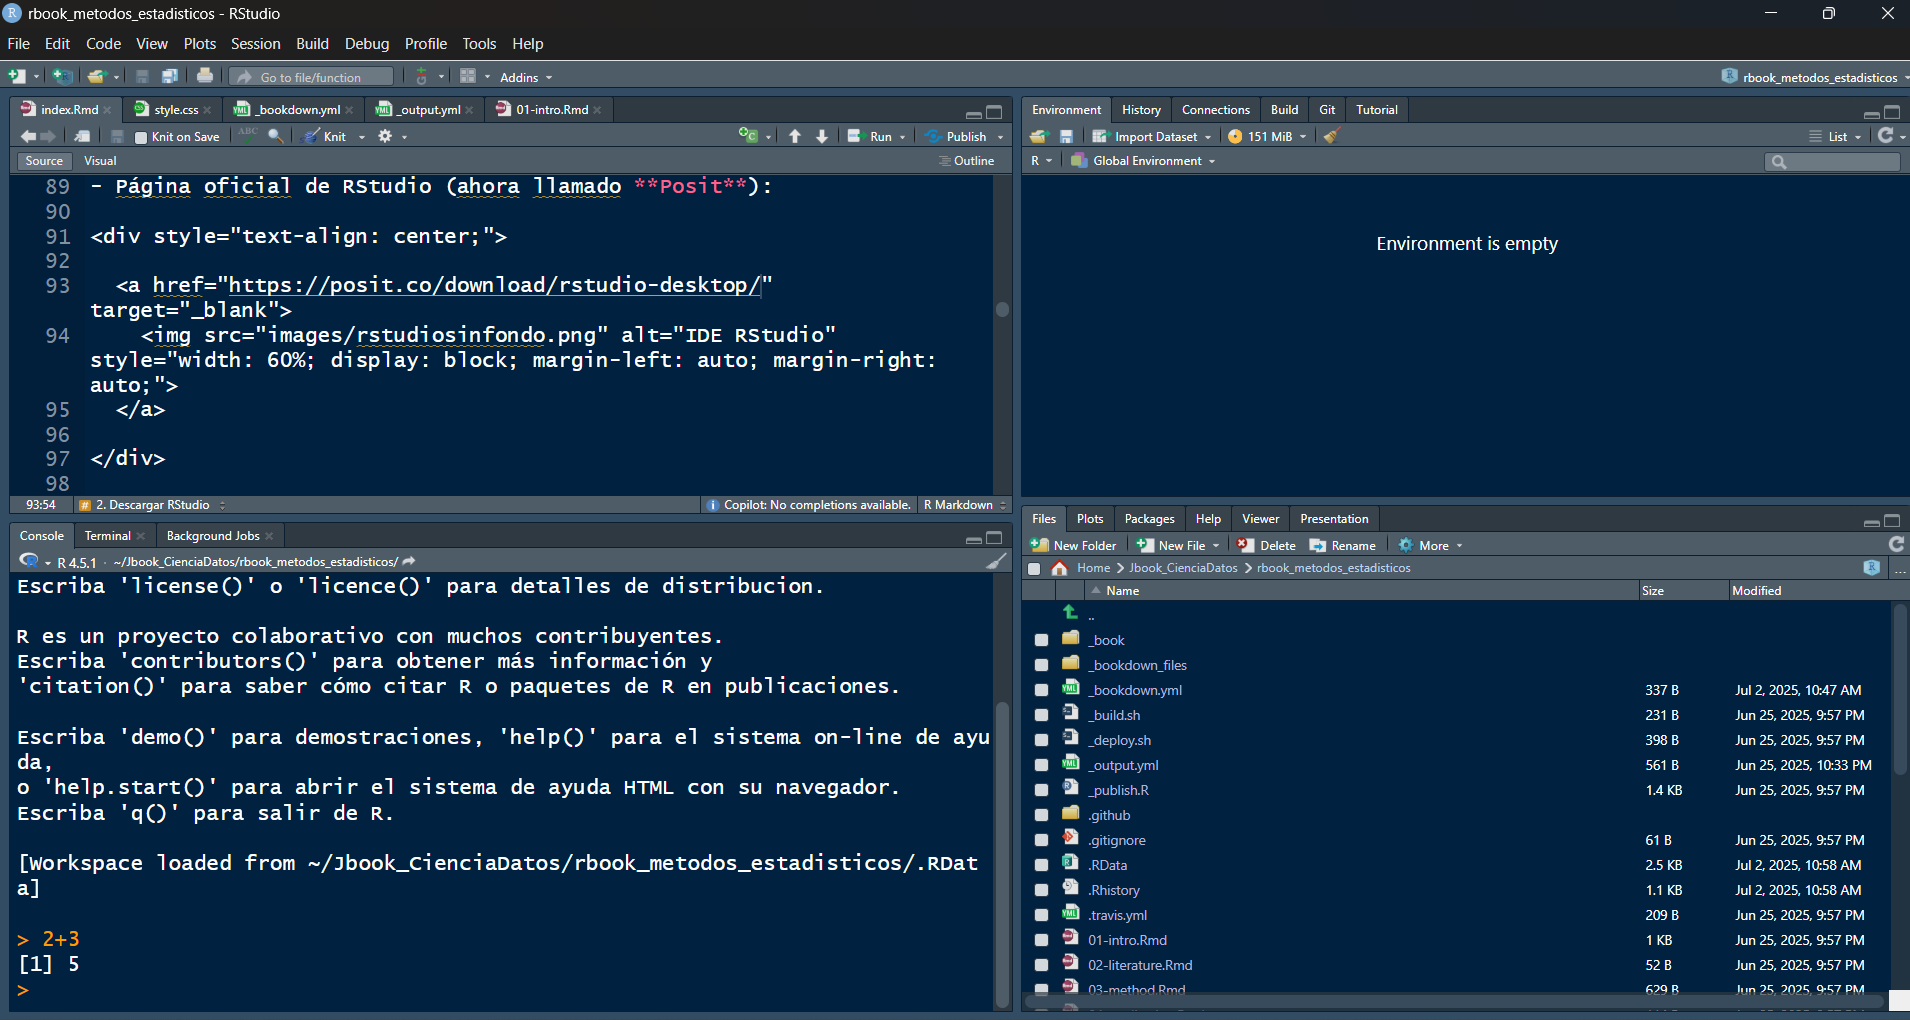 rbook_metodos_estadisticos - RStudio
File Edit Code View Plots Session Build Debug Profile Tools Help
Go to file/function Addins rbook_metodos_estadisticos
index.Rmd style.css _bookdown.yml _output.yml 01-intro.Rmd
Knit on Save ABC Knit Run Publish
Source Visual Outline
89 - Página oficial de RStudio (ahora llamado **Posit**):
90
91 <div style="text-align: center;">
92
93 <a href="https://posit.co/download/rstudio-desktop/"
target="_blank">
94 <img src="images/rstudiosinfondo.png" alt="IDE RStudio"
style="width: 60%; display: block; margin-left: auto; margin-right:
auto;">
95 </a>
96
97 </div>
98
93:54 # 2. Descargar RStudio Copilot: No completions available. R Markdown
Console Terminal Background Jobs
R 4.5.1 · ~/Jbook_CienciaDatos/rbook_metodos_estadisticos/
Escriba 'license()' o 'licence()' para detalles de distribucion.
R es un proyecto colaborativo con muchos contribuyentes.
Escriba 'contributors()' para obtener más información y
'citation()' para saber cómo citar R o paquetes de R en publicaciones.
Escriba 'demo()' para demostraciones, 'help()' para el sistema on-line de ayu
da,
o 'help.start()' para abrir el sistema de ayuda HTML con su navegador.
Escriba 'q()' para salir de R.
[Workspace loaded from ~/Jbook_CienciaDatos/rbook_metodos_estadisticos/.RDat
a]
> 2+3
[1] 5
>
Environment History Connections Build Git Tutorial
Import Dataset 151 MiB List
R Global Environment
Environment is empty
Files Plots Packages Help Viewer Presentation
New Folder New File Delete Rename More
Home Jbook_CienciaDatos rbook_metodos_estadisticos ...
Name Size Modified
..
_book
_bookdown_files
_bookdown.yml 337 B Jul 2, 2025, 10:47 AM
_build.sh 231 B Jun 25, 2025, 9:57 PM
_deploy.sh 398 B Jun 25, 2025, 9:57 PM
_output.yml 561 B Jun 25, 2025, 10:33 PM
_publish.R 1.4 KB Jun 25, 2025, 9:57 PM
.github
.gitignore 61 B Jun 25, 2025, 9:57 PM
.RData 2.5 KB Jul 2, 2025, 10:58 AM
.Rhistory 1.1 KB Jul 2, 2025, 10:58 AM
.travis.yml 209 B Jun 25, 2025, 9:57 PM
01-intro.Rmd 1 KB Jun 25, 2025, 9:57 PM
02-literature.Rmd 52 B Jun 25, 2025, 9:57 PM
03-method.Rmd 629 B Jun 25, 2025, 9:57 PM